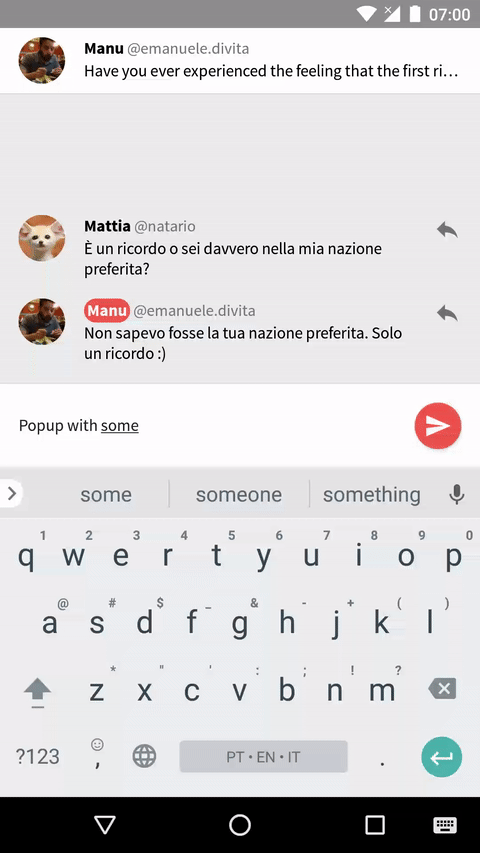 07:00
Manu @emanuele.divita
Have you ever experienced the feeling that the first ri…
Mattia @natario
È un ricordo o sei davvero nella mia nazione
preferita?
Manu @emanuele.divita
Non sapevo fosse la tua nazione preferita. Solo
un ricordo :)
Popup with some
some someone something
1 2 3 4 5 6 7 8 9 0
q w e r t y u i o p
@ # $ _ & - + ( )
a s d f g h j k l
* " ' : ; ! ?
z x c v b n m
?123 , PT • EN • IT .